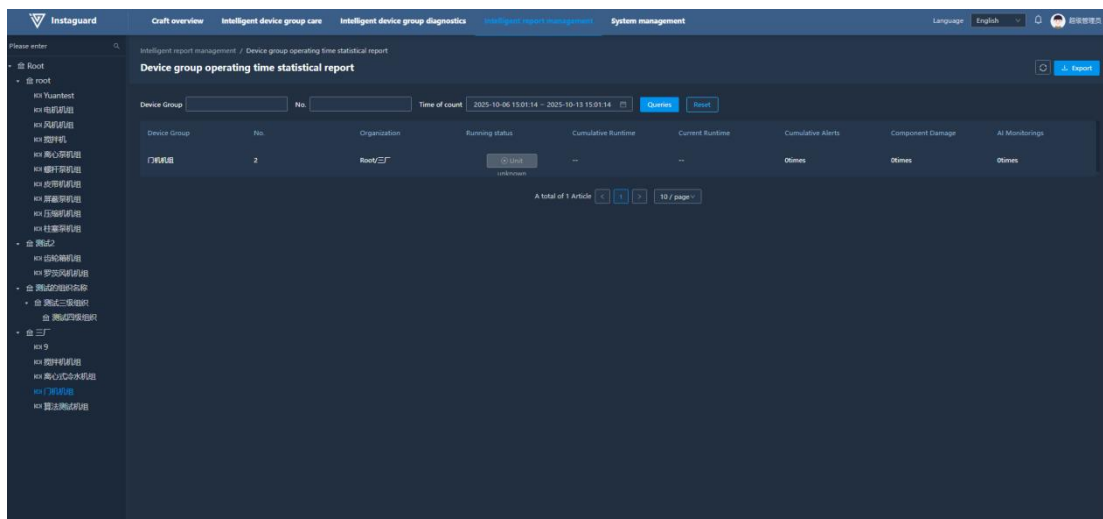 Instaguard
Craft overview
Intelligent device group care
Intelligent device group diagnostics
Intelligent report management
System management
Language
English
超级管理员
Please enter
Root
root
Yuantest
电机机组
风机机组
搅拌机
离心泵机组
螺杆泵机组
皮带机机组
屏蔽泵机组
压缩机机组
柱塞泵机组
测试2
齿轮箱机组
罗茨风机机组
测试的组织名称
测试三级组织
测试四级组织
三厂
9
搅拌机机组
离心式冷水机组
门机机组
算法测试机组
Intelligent report management / Device group operating time statistical report
Device group operating time statistical report
Export
Device Group
No.
Time of count
2025-10-06 15:01:14 ~ 2025-10-13 15:01:14
Queries
Reset
Device Group No. Organization Running status Cumulative Runtime Current Runtime Cumulative Alerts Component Damage AI Monitorings
门机机组 2 Root/三厂 Unit -- -- 0times 0times 0times
unknown
A total of 1 Article < 1 > 10 / page